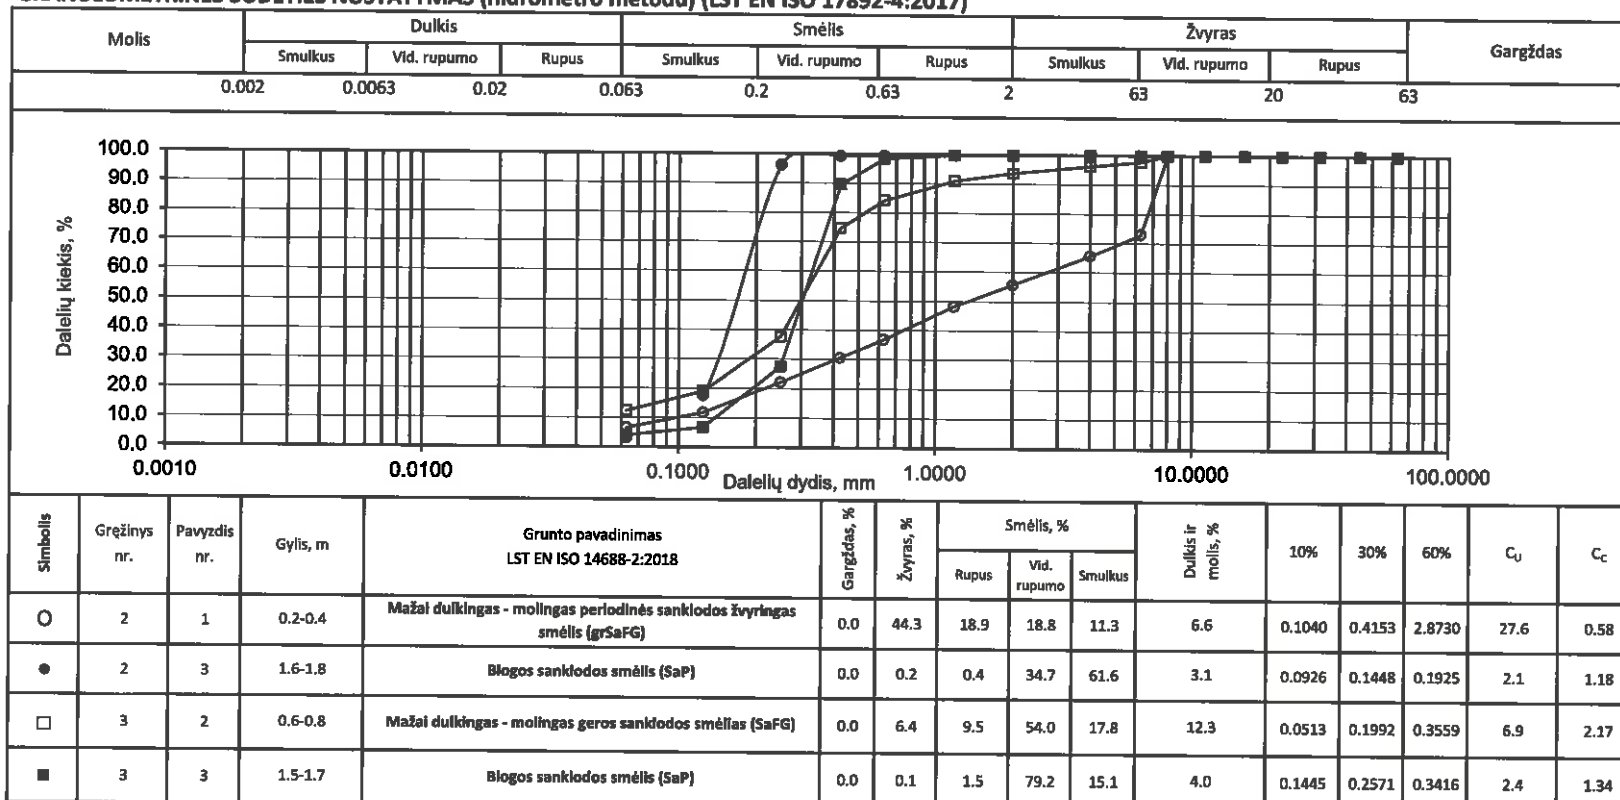 GRANULIOMETRINĖS SUDĖTIES NUSTATYMAS (hidrometro metodu) (LST EN ISO 17892-4:2017)
Molis Dulkis Smėlis Žvyras Gargždas
Smulkus Vid. rupumo Rupus Smulkus Vid. rupumo Rupus Smulkus Vid. rupumo Rupus
0.002 0.0063 0.02 0.063 0.2 0.63 2 63 20 63
Dalelių kiekis, %
100.0
90.0
80.0
70.0
60.0
50.0
40.0
30.0
20.0
10.0
0.0
0.0010 0.0100 0.1000 1.0000 10.0000 100.0000
Dalelių dydis, mm
Simbolis Gręžinys nr. Pavyzdis nr. Gylis, m Grunto pavadinimas LST EN ISO 14688-2:2018 Gargždas, % Žvyras, % Smėlis, % Dulkis ir molis, % 10% 30% 60% CU CC
Rupus Vid. rupumo Smulkus
2 1 0.2-0.4 Mažai dulkingas - molingas periodinės sanklodos žvyringas smėlis (grSaFG) 0.0 44.3 18.9 18.8 11.3 6.6 0.1040 0.4153 2.8730 27.6 0.58
2 3 1.6-1.8 Blogos sanklodos smėlis (SaP) 0.0 0.2 0.4 34.7 61.6 3.1 0.0926 0.1448 0.1925 2.1 1.18
3 2 0.6-0.8 Mažai dulkingas - molingas geros sanklodos smėlias (SaFG) 0.0 6.4 9.5 54.0 17.8 12.3 0.0513 0.1992 0.3559 6.9 2.17
3 3 1.5-1.7 Blogos sanklodos smėlis (SaP) 0.0 0.1 1.5 79.2 15.1 4.0 0.1445 0.2571 0.3416 2.4 1.34